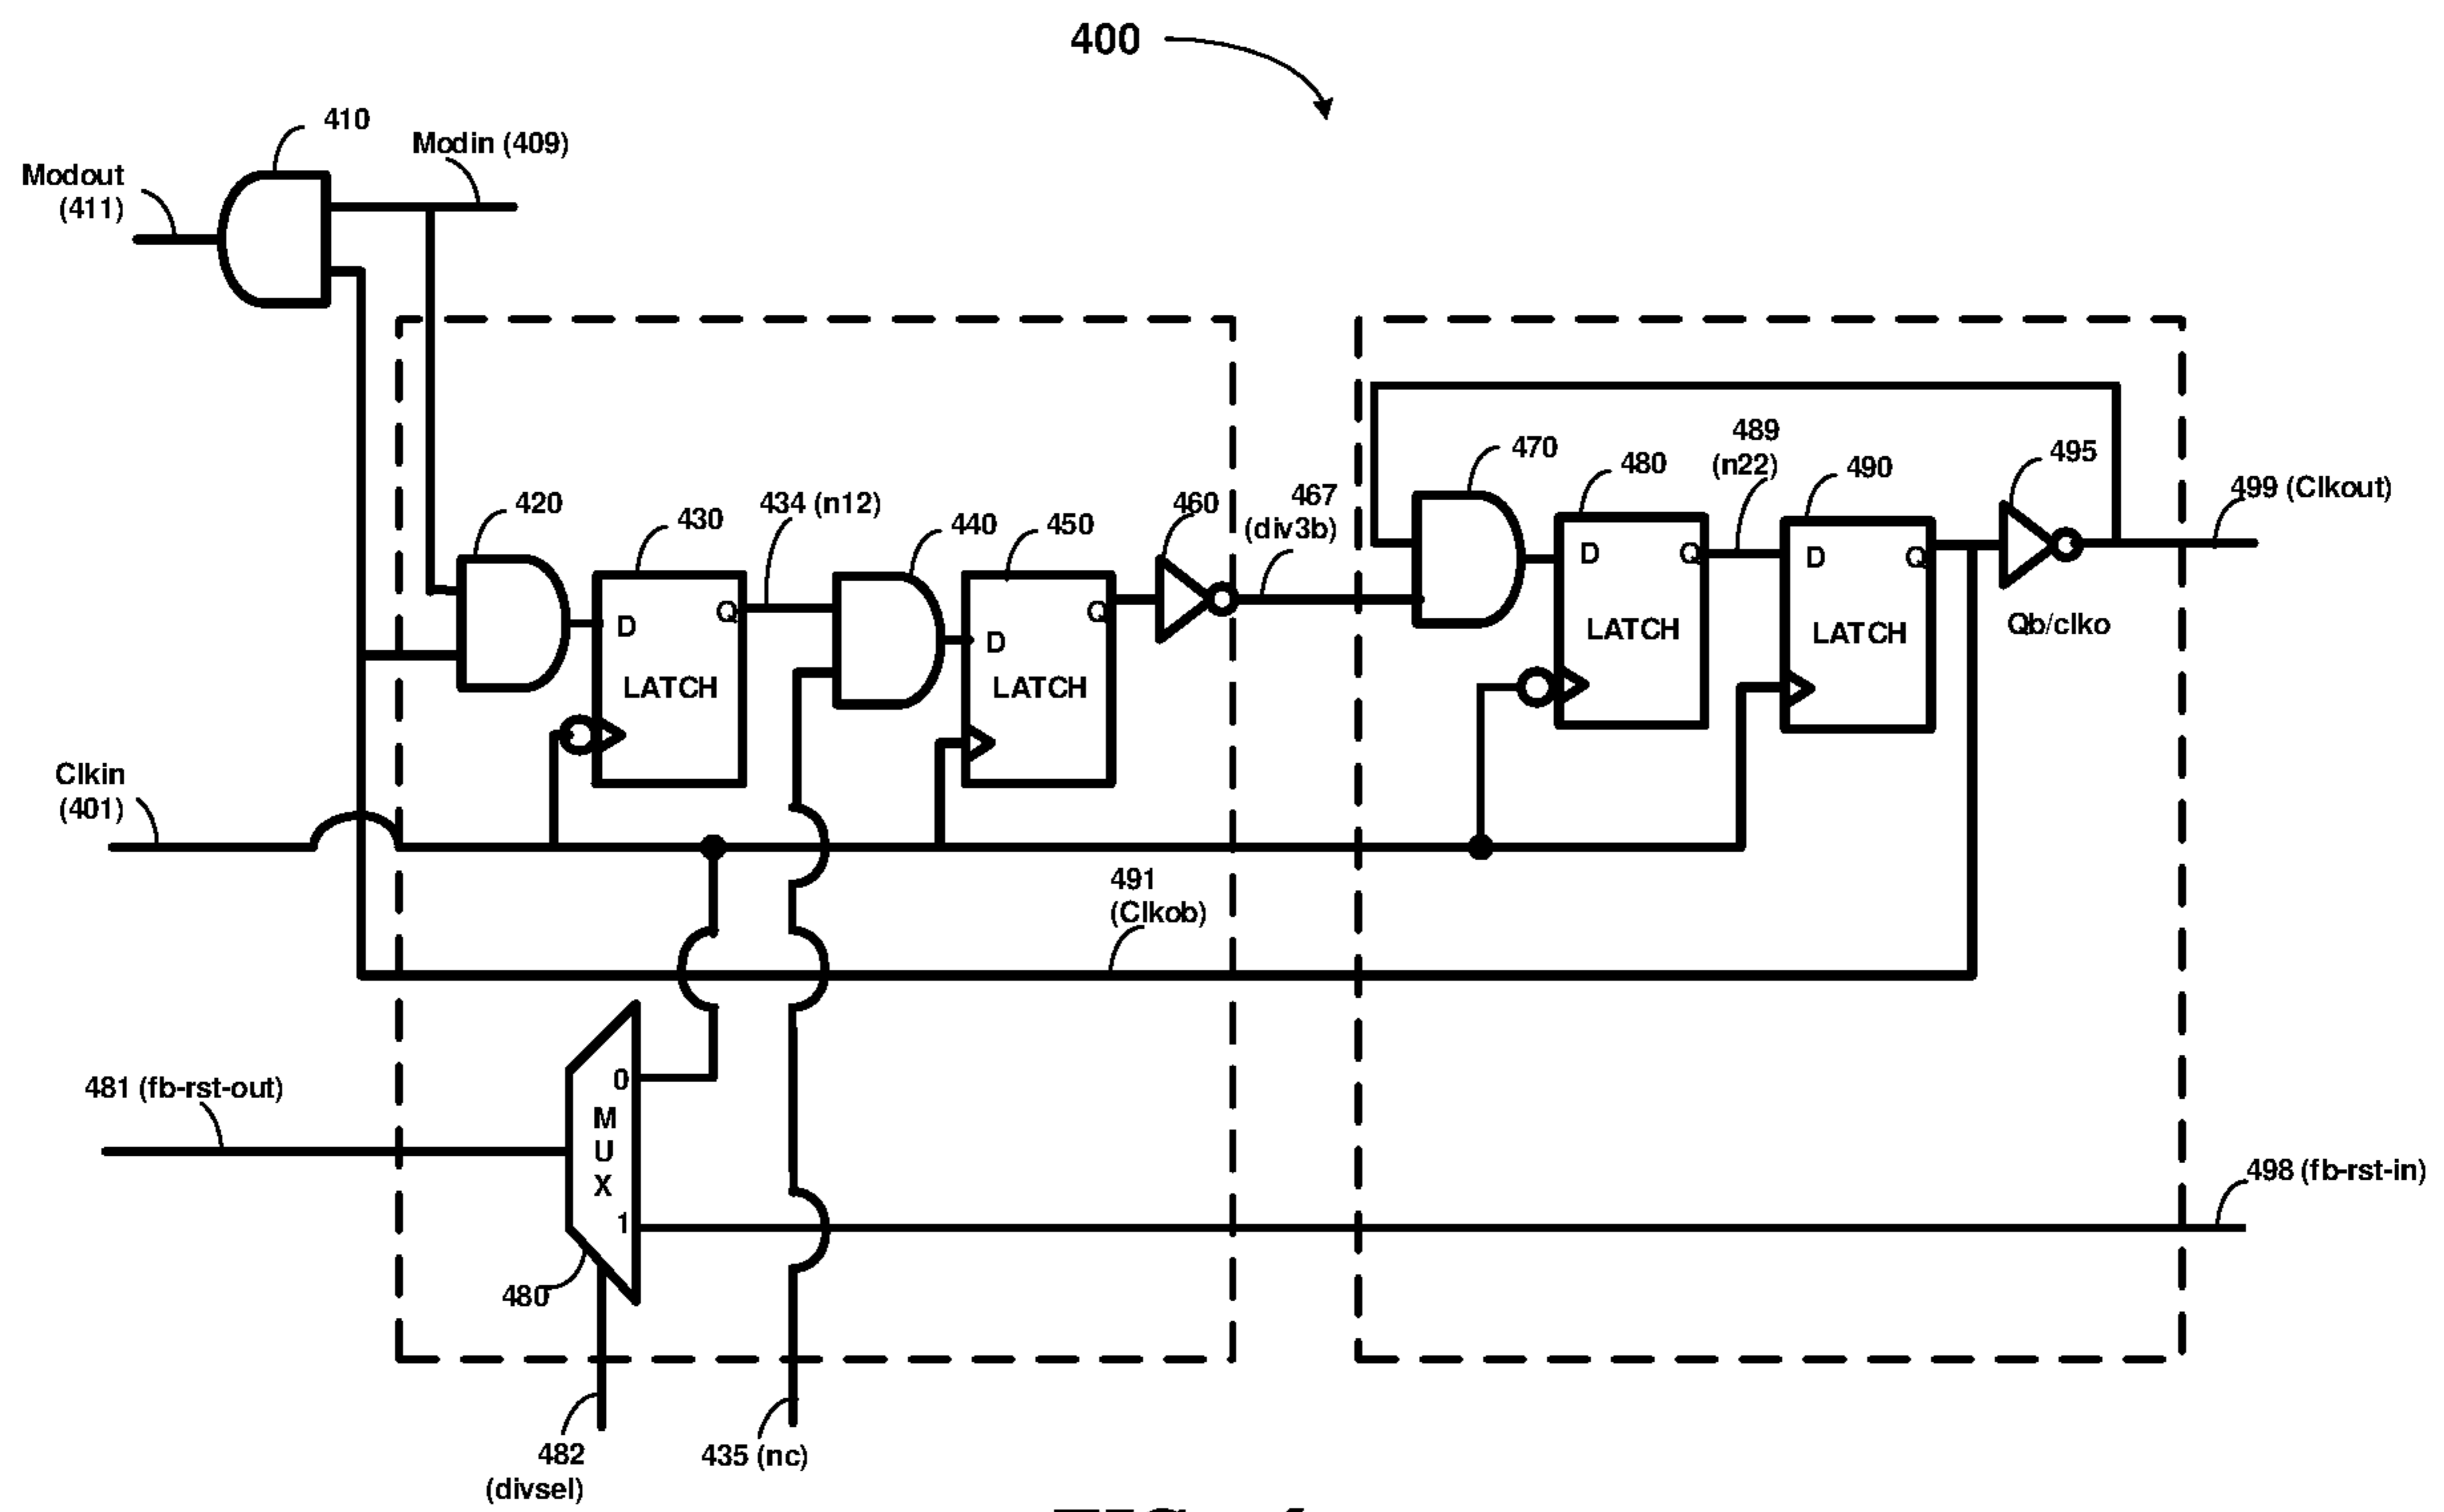 400
410
Modin (409)
Modout
(411)
420
430
434 (n12)
440
450
460
467
(div3b)
470
480
489
(n22)
490
495
499 (Clkout)
D
Q
LATCH
D
Q
LATCH
D
Q
LATCH
D
Q
LATCH
Qb/clko
Clkin
(401)
491
(Clkob)
481 (fb-rst-out)
0
M
U
X
1
480
498 (fb-rst-in)
482
(divsel)
435 (nc)